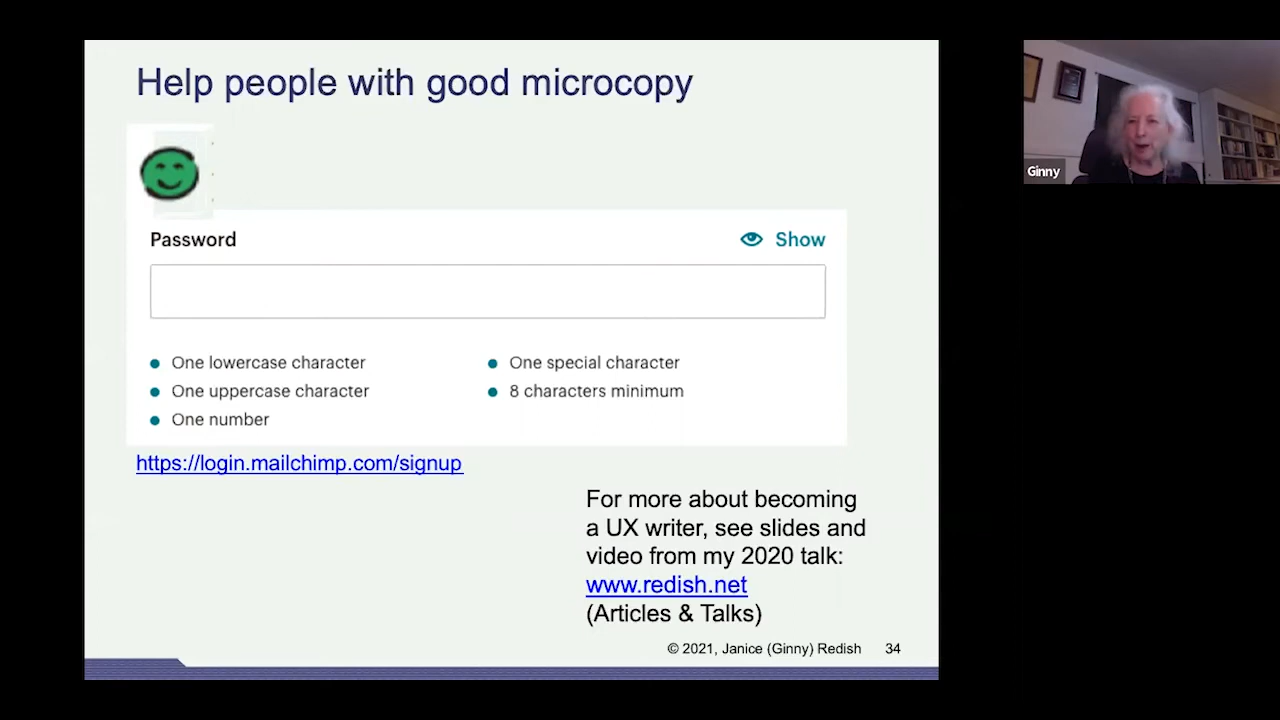 Help people with good microcopy
Password
Show
One lowercase character
One uppercase character
One number
One special character
8 characters minimum
https://login.mailchimp.com/signup
For more about becoming
a UX writer, see slides and
video from my 2020 talk:
www.redish.net
(Articles & Talks)
© 2021, Janice (Ginny) Redish
34
Ginny